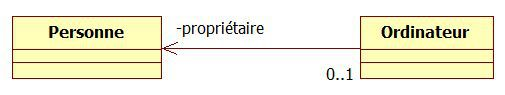 Personne
-propriétaire
Ordinateur
0..1